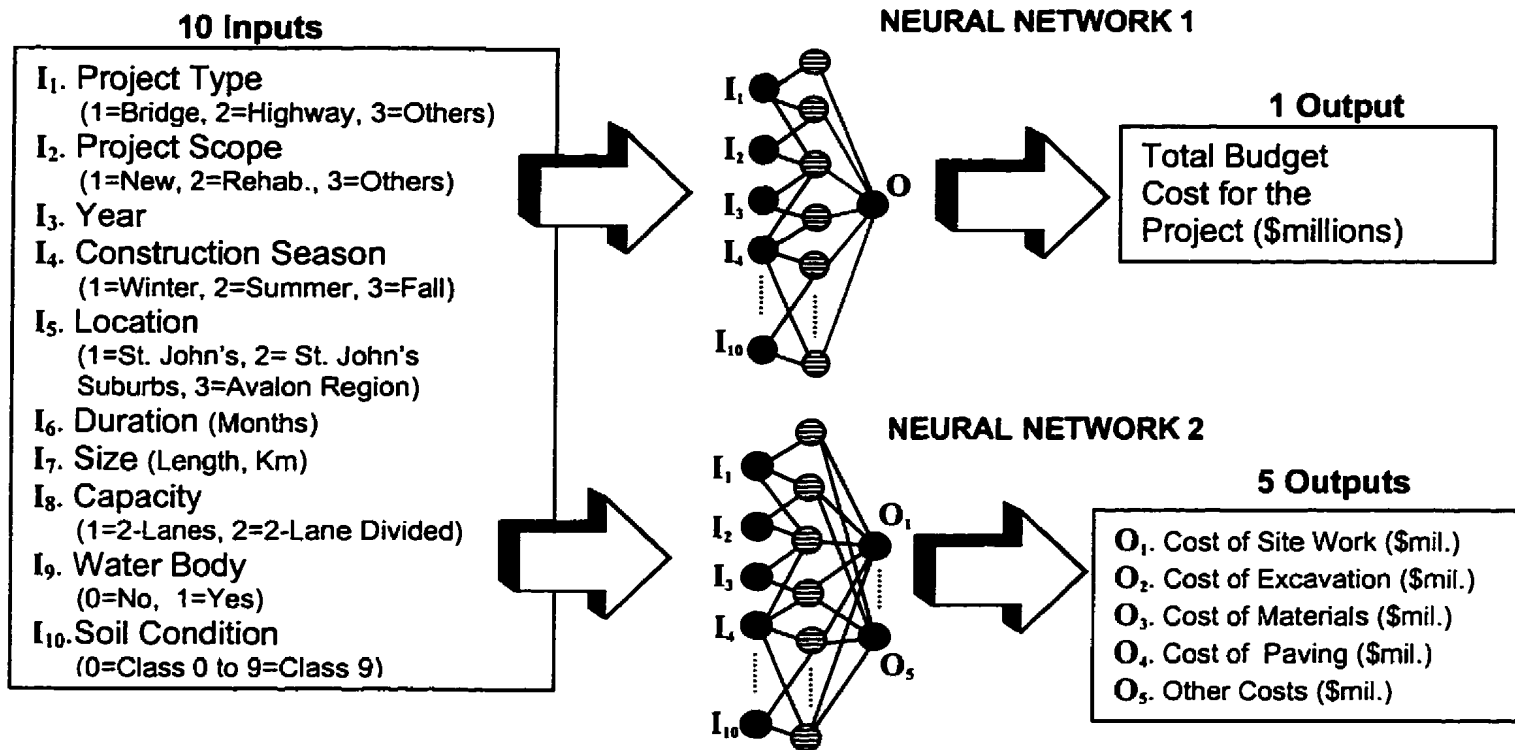 10 Inputs
I₁. Project Type
(1=Bridge, 2=Highway, 3=Others)
I₂. Project Scope
(1=New, 2=Rehab., 3=Others)
I₃. Year
I₄. Construction Season
(1=Winter, 2=Summer, 3=Fall)
I₅. Location
(1=St. John's, 2= St. John's
Suburbs, 3=Avalon Region)
I₆. Duration (Months)
I₇. Size (Length, Km)
I₈. Capacity
(1=2-Lanes, 2=2-Lane Divided)
I₉. Water Body
(0=No, 1=Yes)
I₁₀. Soil Condition
(0=Class 0 to 9=Class 9)
NEURAL NETWORK 1
I₁
I₂
I₃
I₄
I₁₀
O
1 Output
Total Budget
Cost for the
Project ($millions)
NEURAL NETWORK 2
I₁
I₂
I₃
I₄
I₁₀
O₁
O₅
5 Outputs
O₁. Cost of Site Work ($mil.)
O₂. Cost of Excavation ($mil.)
O₃. Cost of Materials ($mil.)
O₄. Cost of Paving ($mil.)
O₅. Other Costs ($mil.)